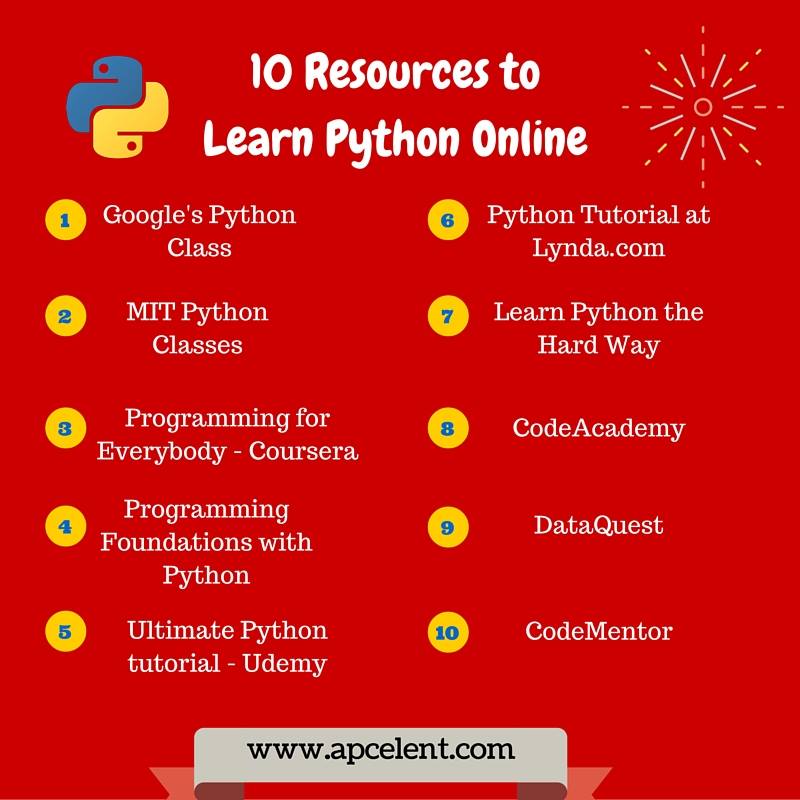 10 Resources to
Learn Python Online
1
Google's Python
Class
2
MIT Python
Classes
3
Programming for
Everybody - Coursera
4
Programming
Foundations with
Python
5
Ultimate Python
tutorial - Udemy
6
Python Tutorial at
Lynda.com
7
Learn Python the
Hard Way
8
CodeAcademy
9
DataQuest
10
CodeMentor
www.apcelent.com